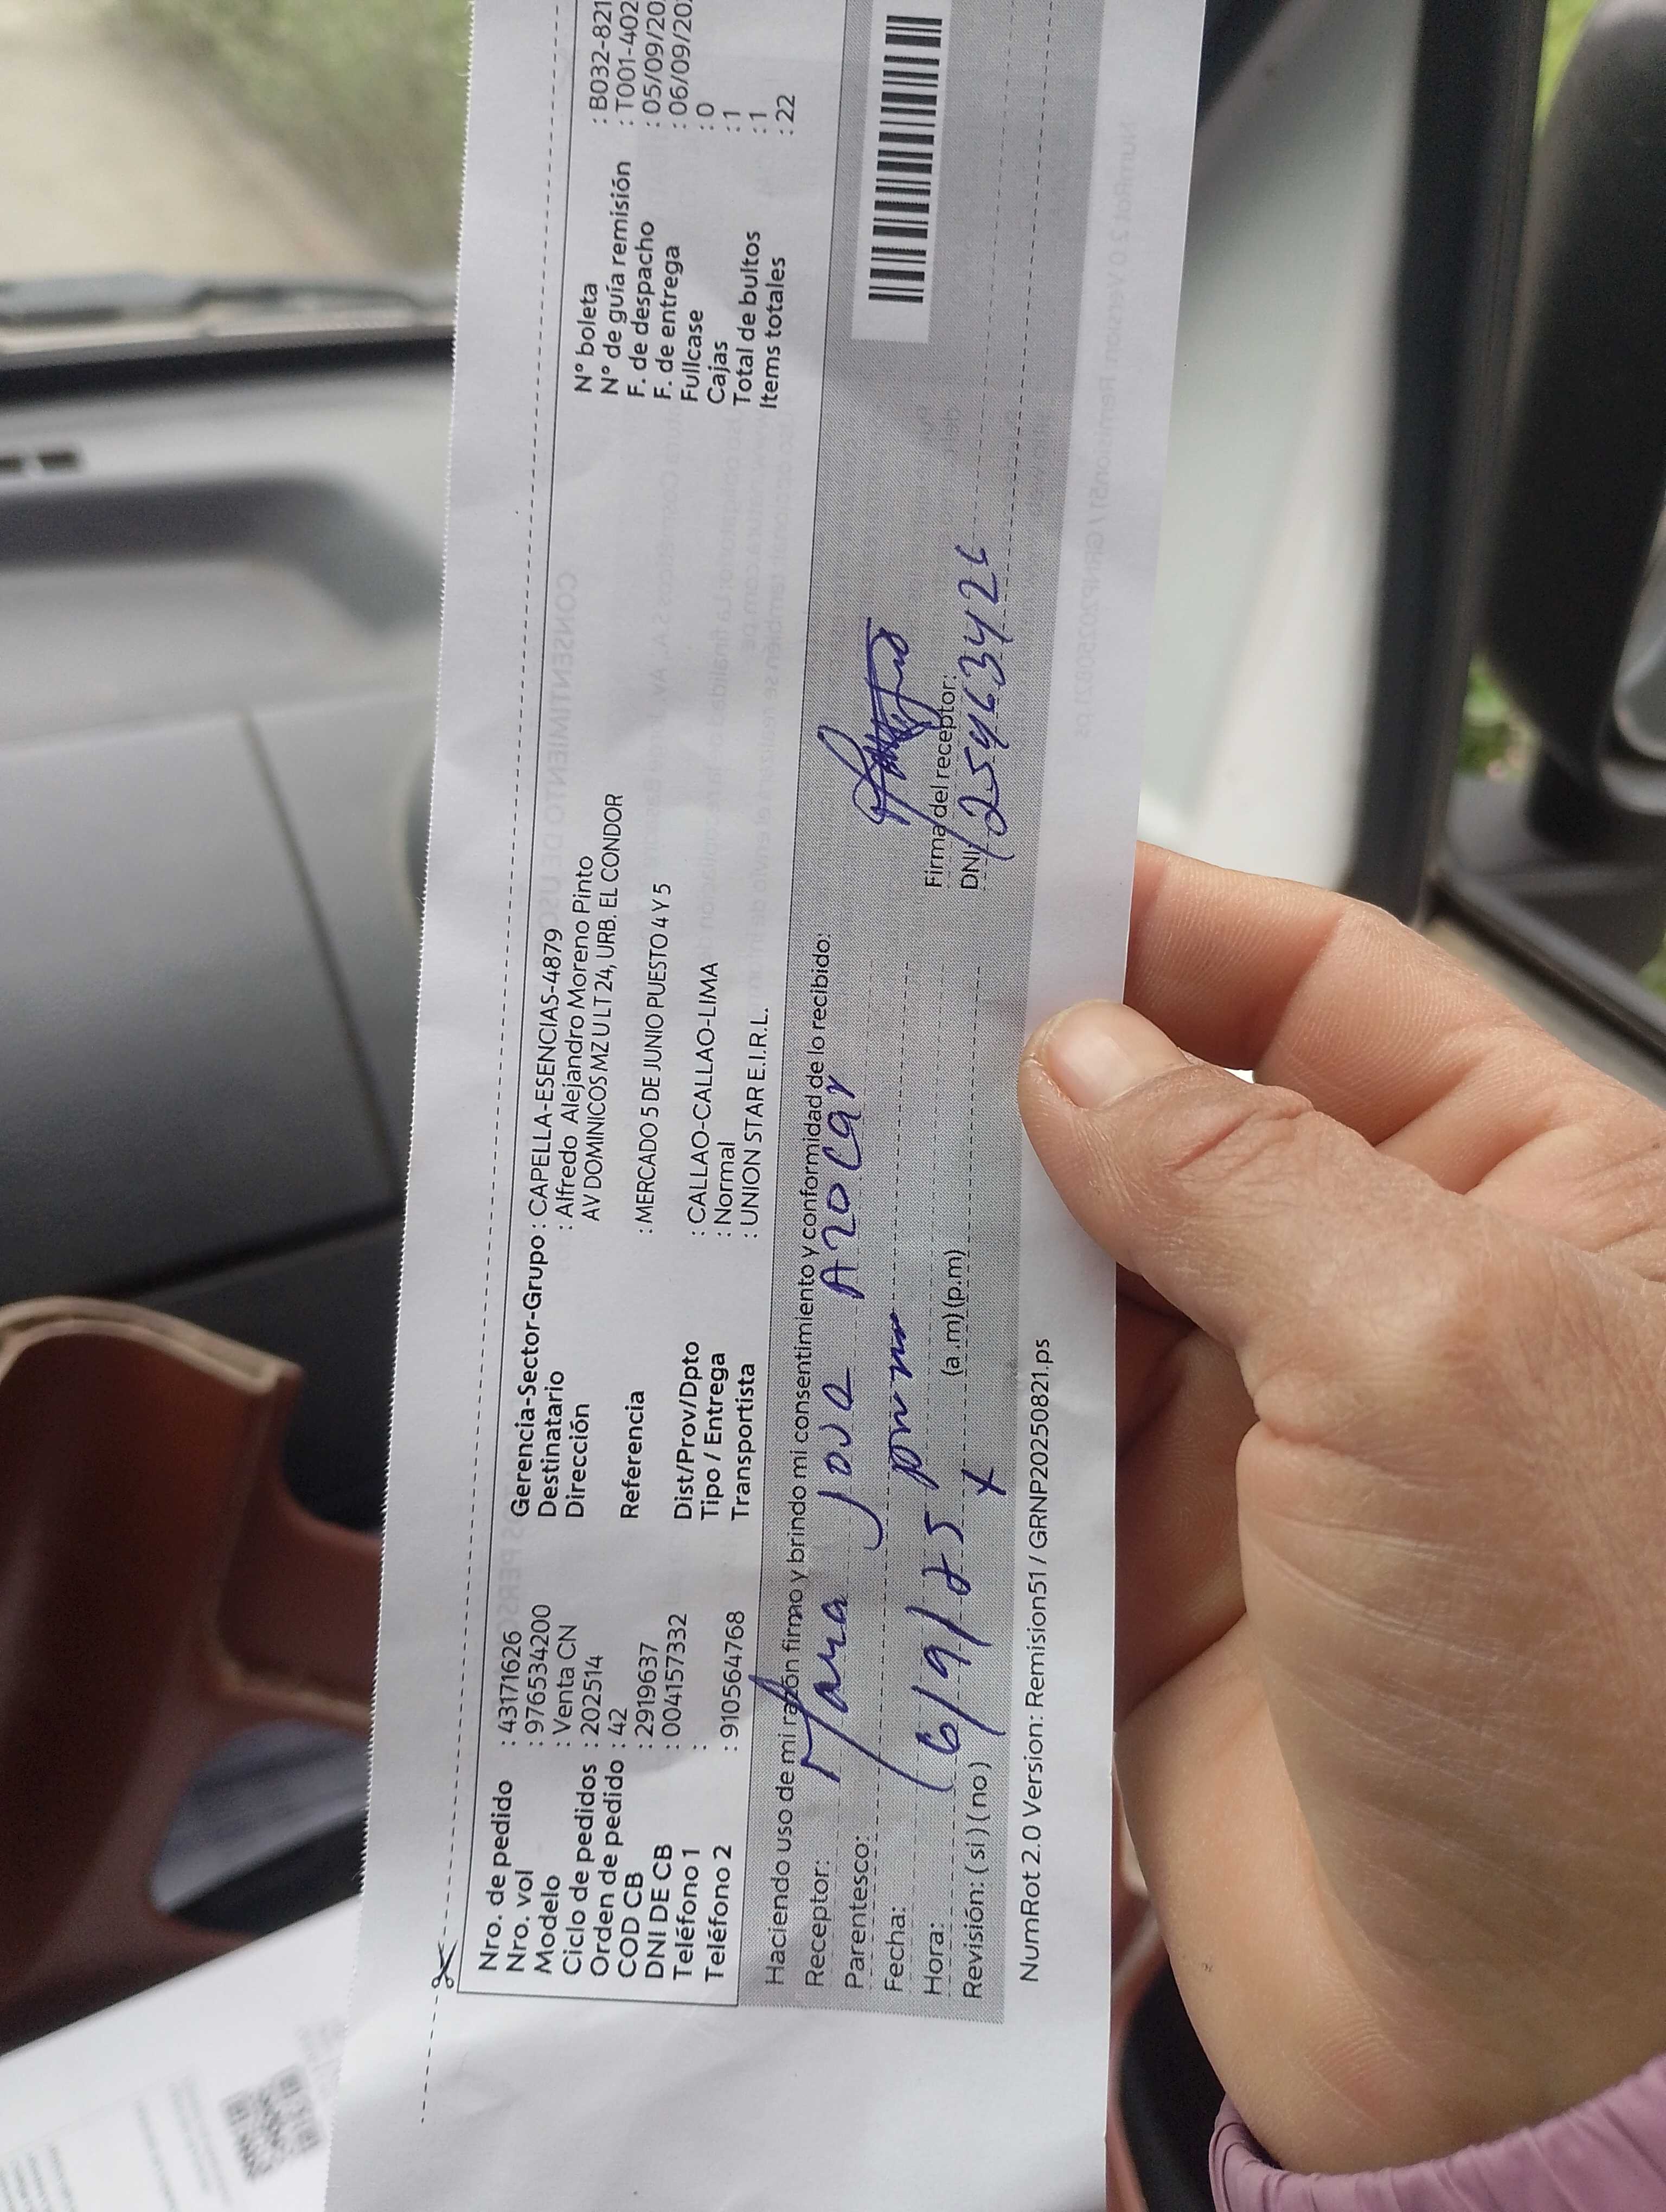 Nro. de pedido : 43171626
Nro. vol : 976534200
Modelo : Venta CN
Ciclo de pedidos : 202514
Orden de pedido : 42
COD CB : 2919637
DNI DE CB : 004157332
Teléfono 1 :
Teléfono 2 : 910564768
Gerencia-Sector-Grupo : CAPELLA-ESENCIAS-4879
Destinatario : Alfredo Alejandro Moreno Pinto
Dirección AV DOMINICOS MZ U LT 24, URB. EL CONDOR
Referencia : MERCADO 5 DE JUNIO PUESTO 4 Y 5
Dist/Prov/Dpto : CALLAO-CALLAO-LIMA
Tipo / Entrega : Normal
Transportista : UNION STAR E.I.R.L.
N° boleta : B032-821
N° de guía remisión : T001-402
F. de despacho : 05/09/20
F. de entrega : 06/09/20
Fullcase : 0
Cajas : 1
Total de bultos : 1
Items totales : 22
Haciendo uso de mi razón firmo y brindo mi consentimiento y conformidad de lo recibido:
Receptor: Azocar
Parentesco:
Fecha: 6/9/25
Hora: (a.m)(p.m)
Revisión: (si)(no) x
Firma del receptor:
DNI:
NumRot 2.0 Version: Remision51 / GRNP20250821.ps